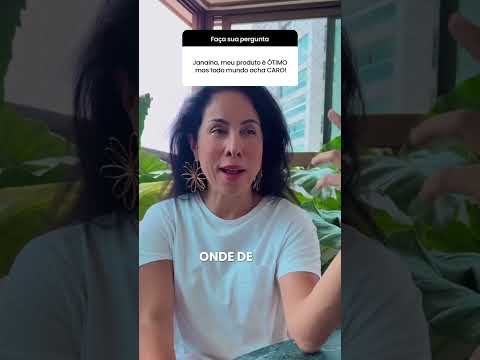 Faça sua pergunta
Janaina, meu produto é ÓTIMO
mas todo mundo acha CARO!
ONDE DE